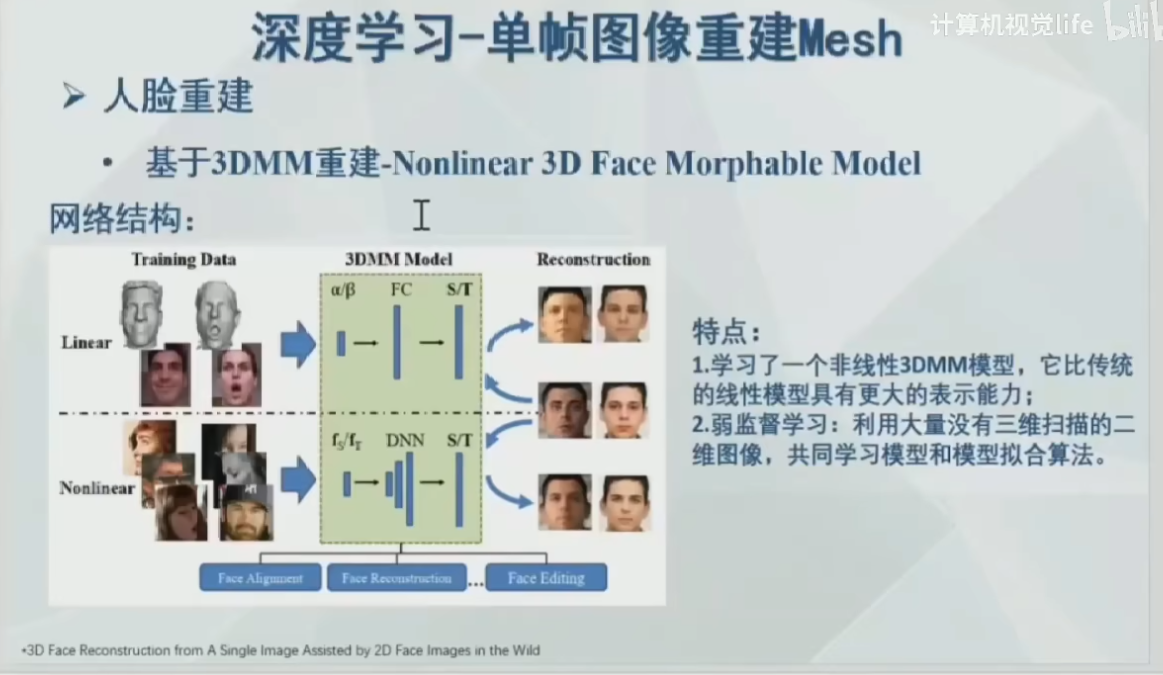 深度学习-单帧图像重建Mesh
计算机视觉life
bilib
人脸重建
基于3DMM重建-Nonlinear 3D Face Morphable Model
网络结构：
Training Data
3DMM Model
Reconstruction
α/β
FC
S/T
Linear
f_S/f_T
DNN
S/T
Nonlinear
Face Alignment
Face Reconstruction
...
Face Editing
特点：
1.学习了一个非线性3DMM模型，它比传统
的线性模型具有更大的表示能力；
2.弱监督学习：利用大量没有三维扫描的二
维图像，共同学习模型和模型拟合算法。
•3D Face Reconstruction from A Single Image Assisted by 2D Face Images in the Wild